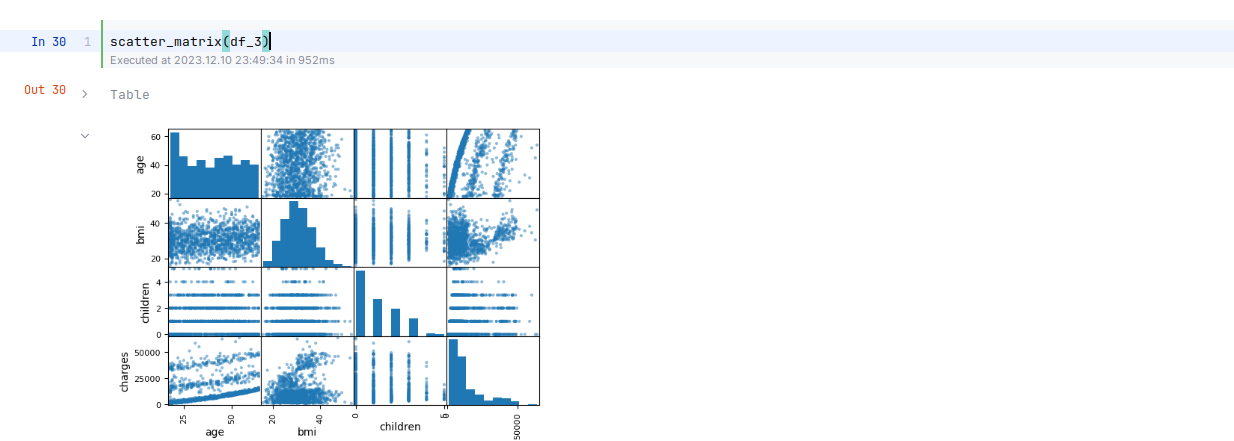 In 30 1 scatter_matrix(df_3)
Executed at 2023.12.10 23:49:34 in 952ms
Out 30 > Table
60
age
40
20
40
bmi
20
4
children
2
0
50000
charges
25000
0
25 50 20 40 0 5 0 50000
age bmi children